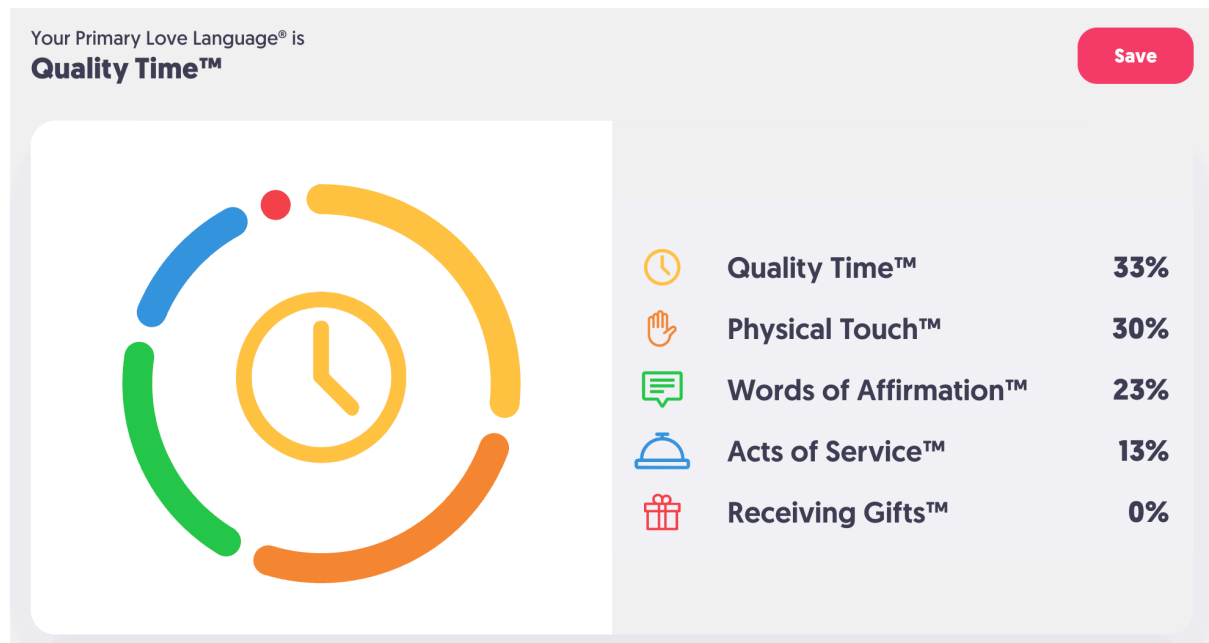 Your Primary Love Language® is
Quality Time™
Save
Quality Time™ 33%
Physical Touch™ 30%
Words of Affirmation™ 23%
Acts of Service™ 13%
Receiving Gifts™ 0%